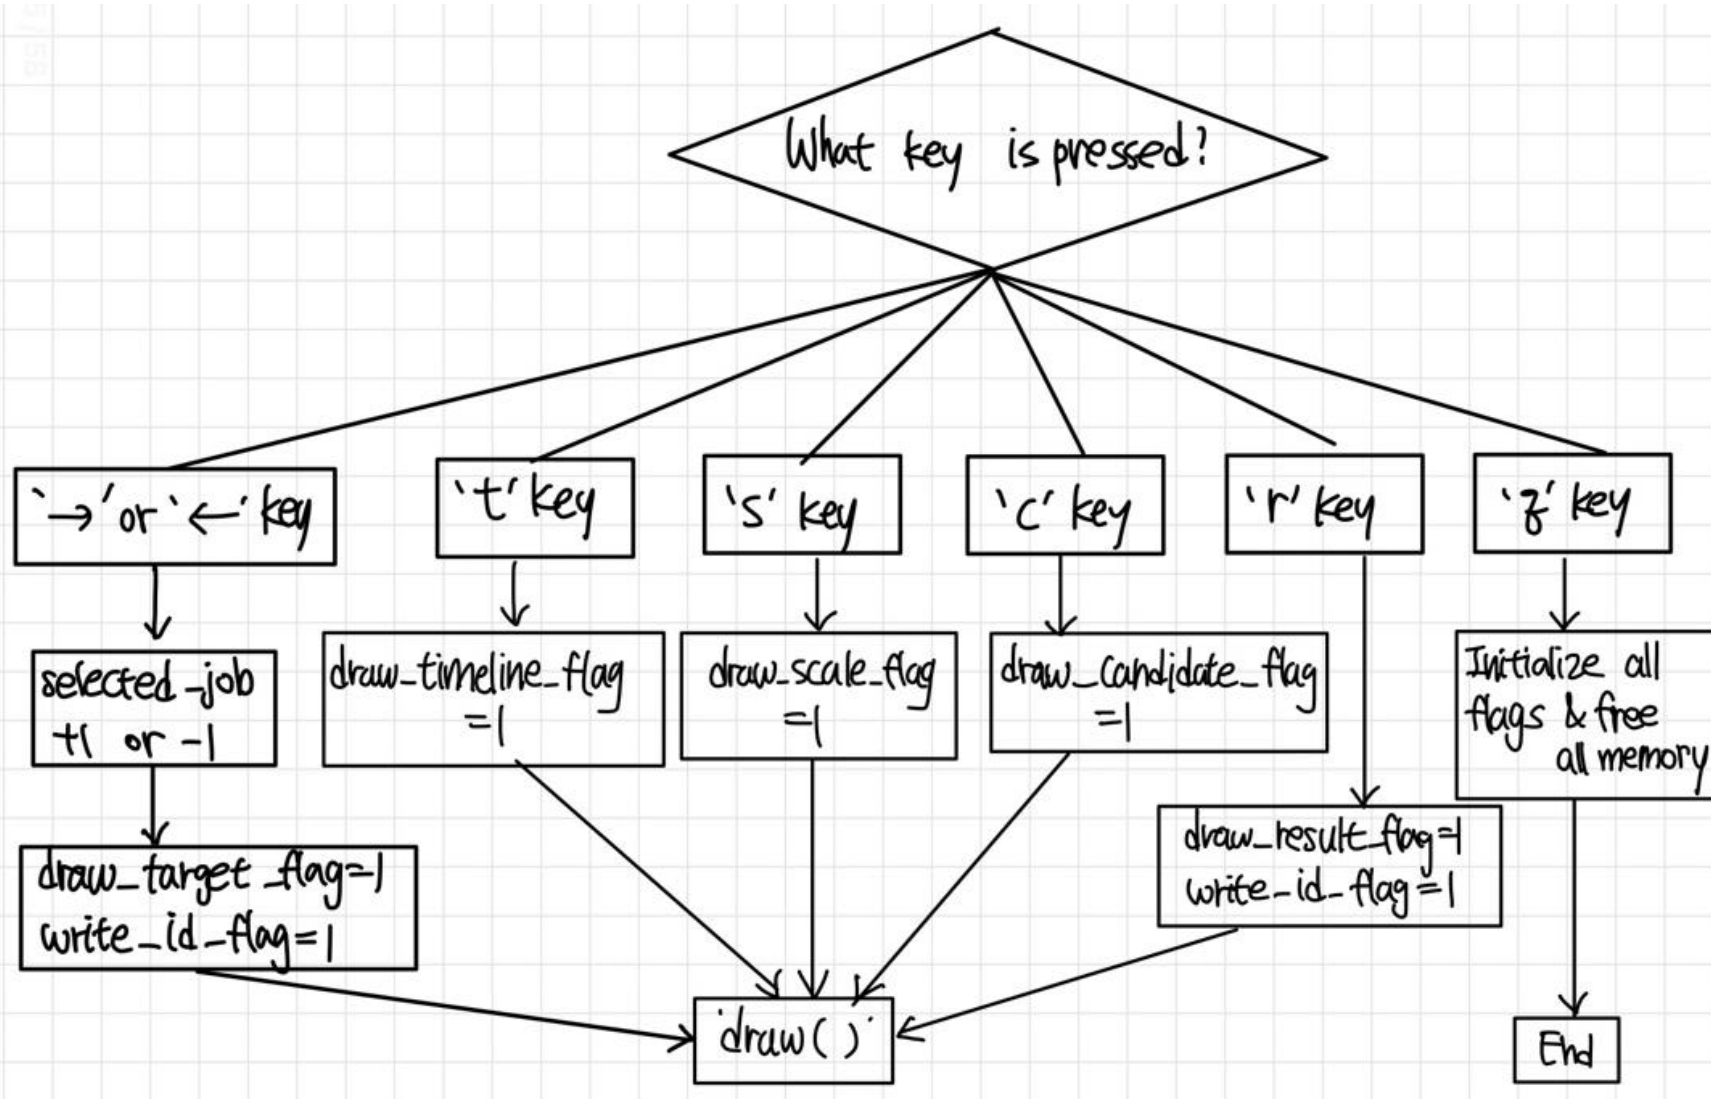 What key is pressed?
'→' or '←' key
't' key
's' key
'c' key
'r' key
'z' key
selected_job
+1 or -1
draw_timeline_flag
=1
draw_scale_flag
=1
draw_candidate_flag
=1
Initialize all
flags & free
all memory
draw_target_flag=1
write_id_flag=1
draw_result_flag=1
write_id_flag=1
'draw()'
End